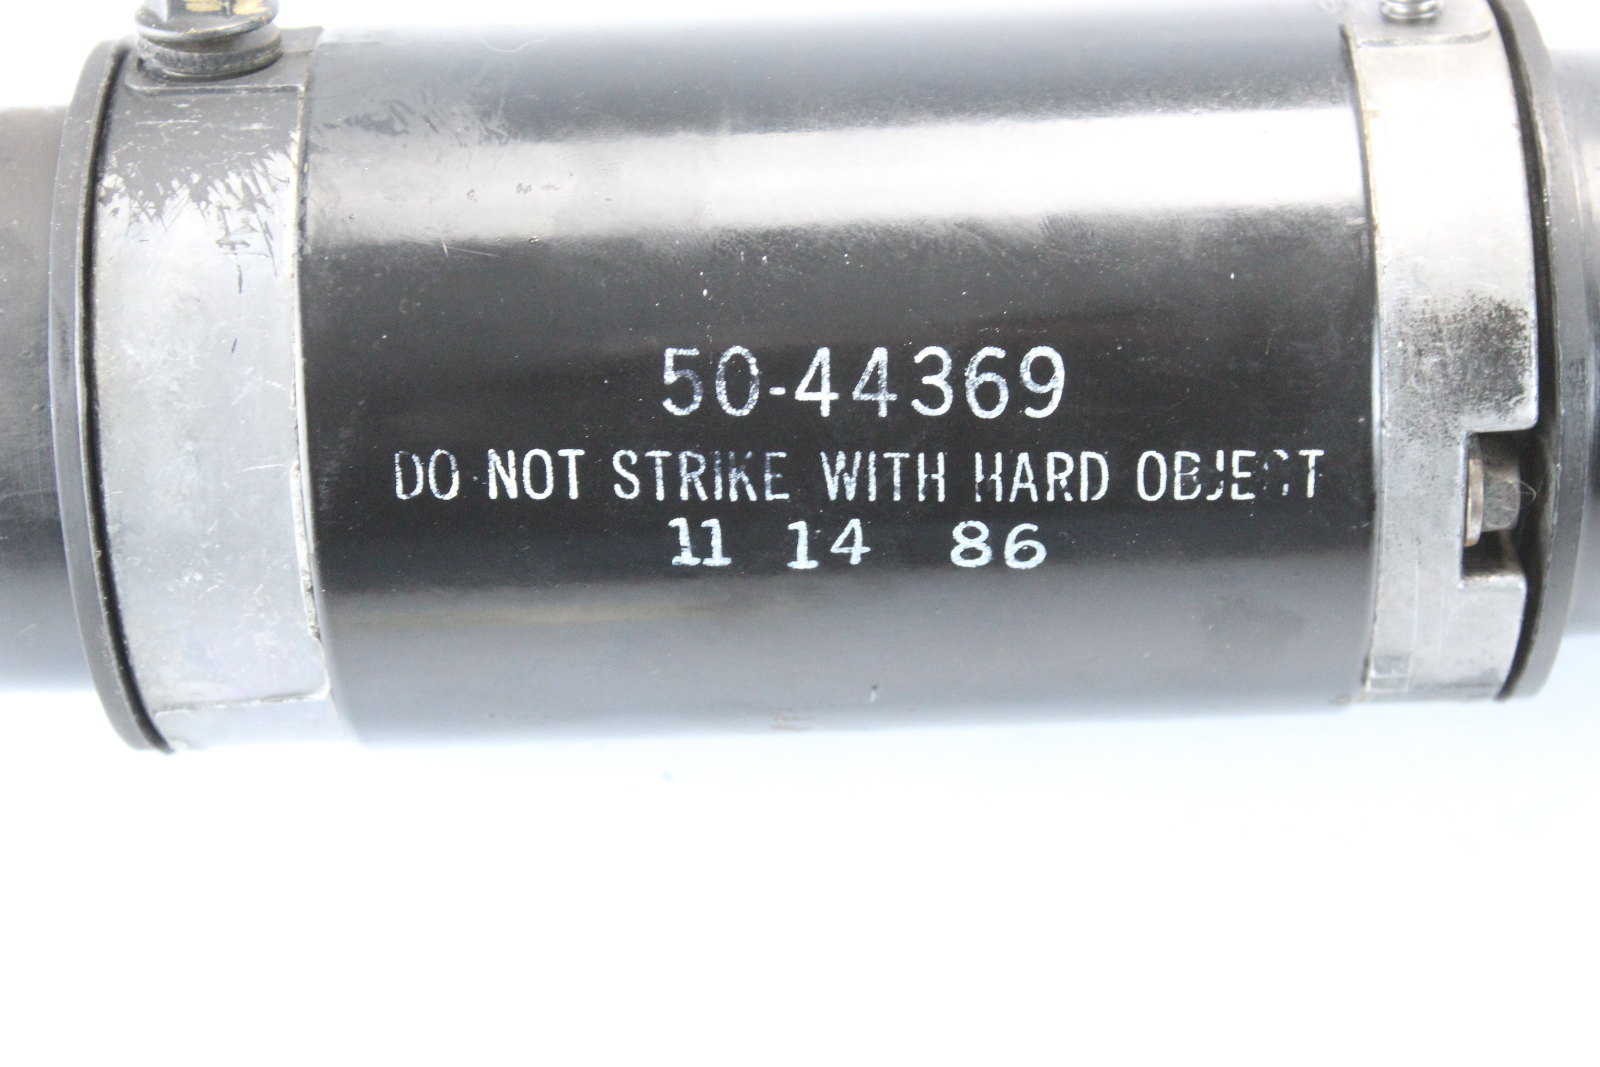 50-44369
DO NOT STRIKE WITH HARD OBJECT
11 14 86